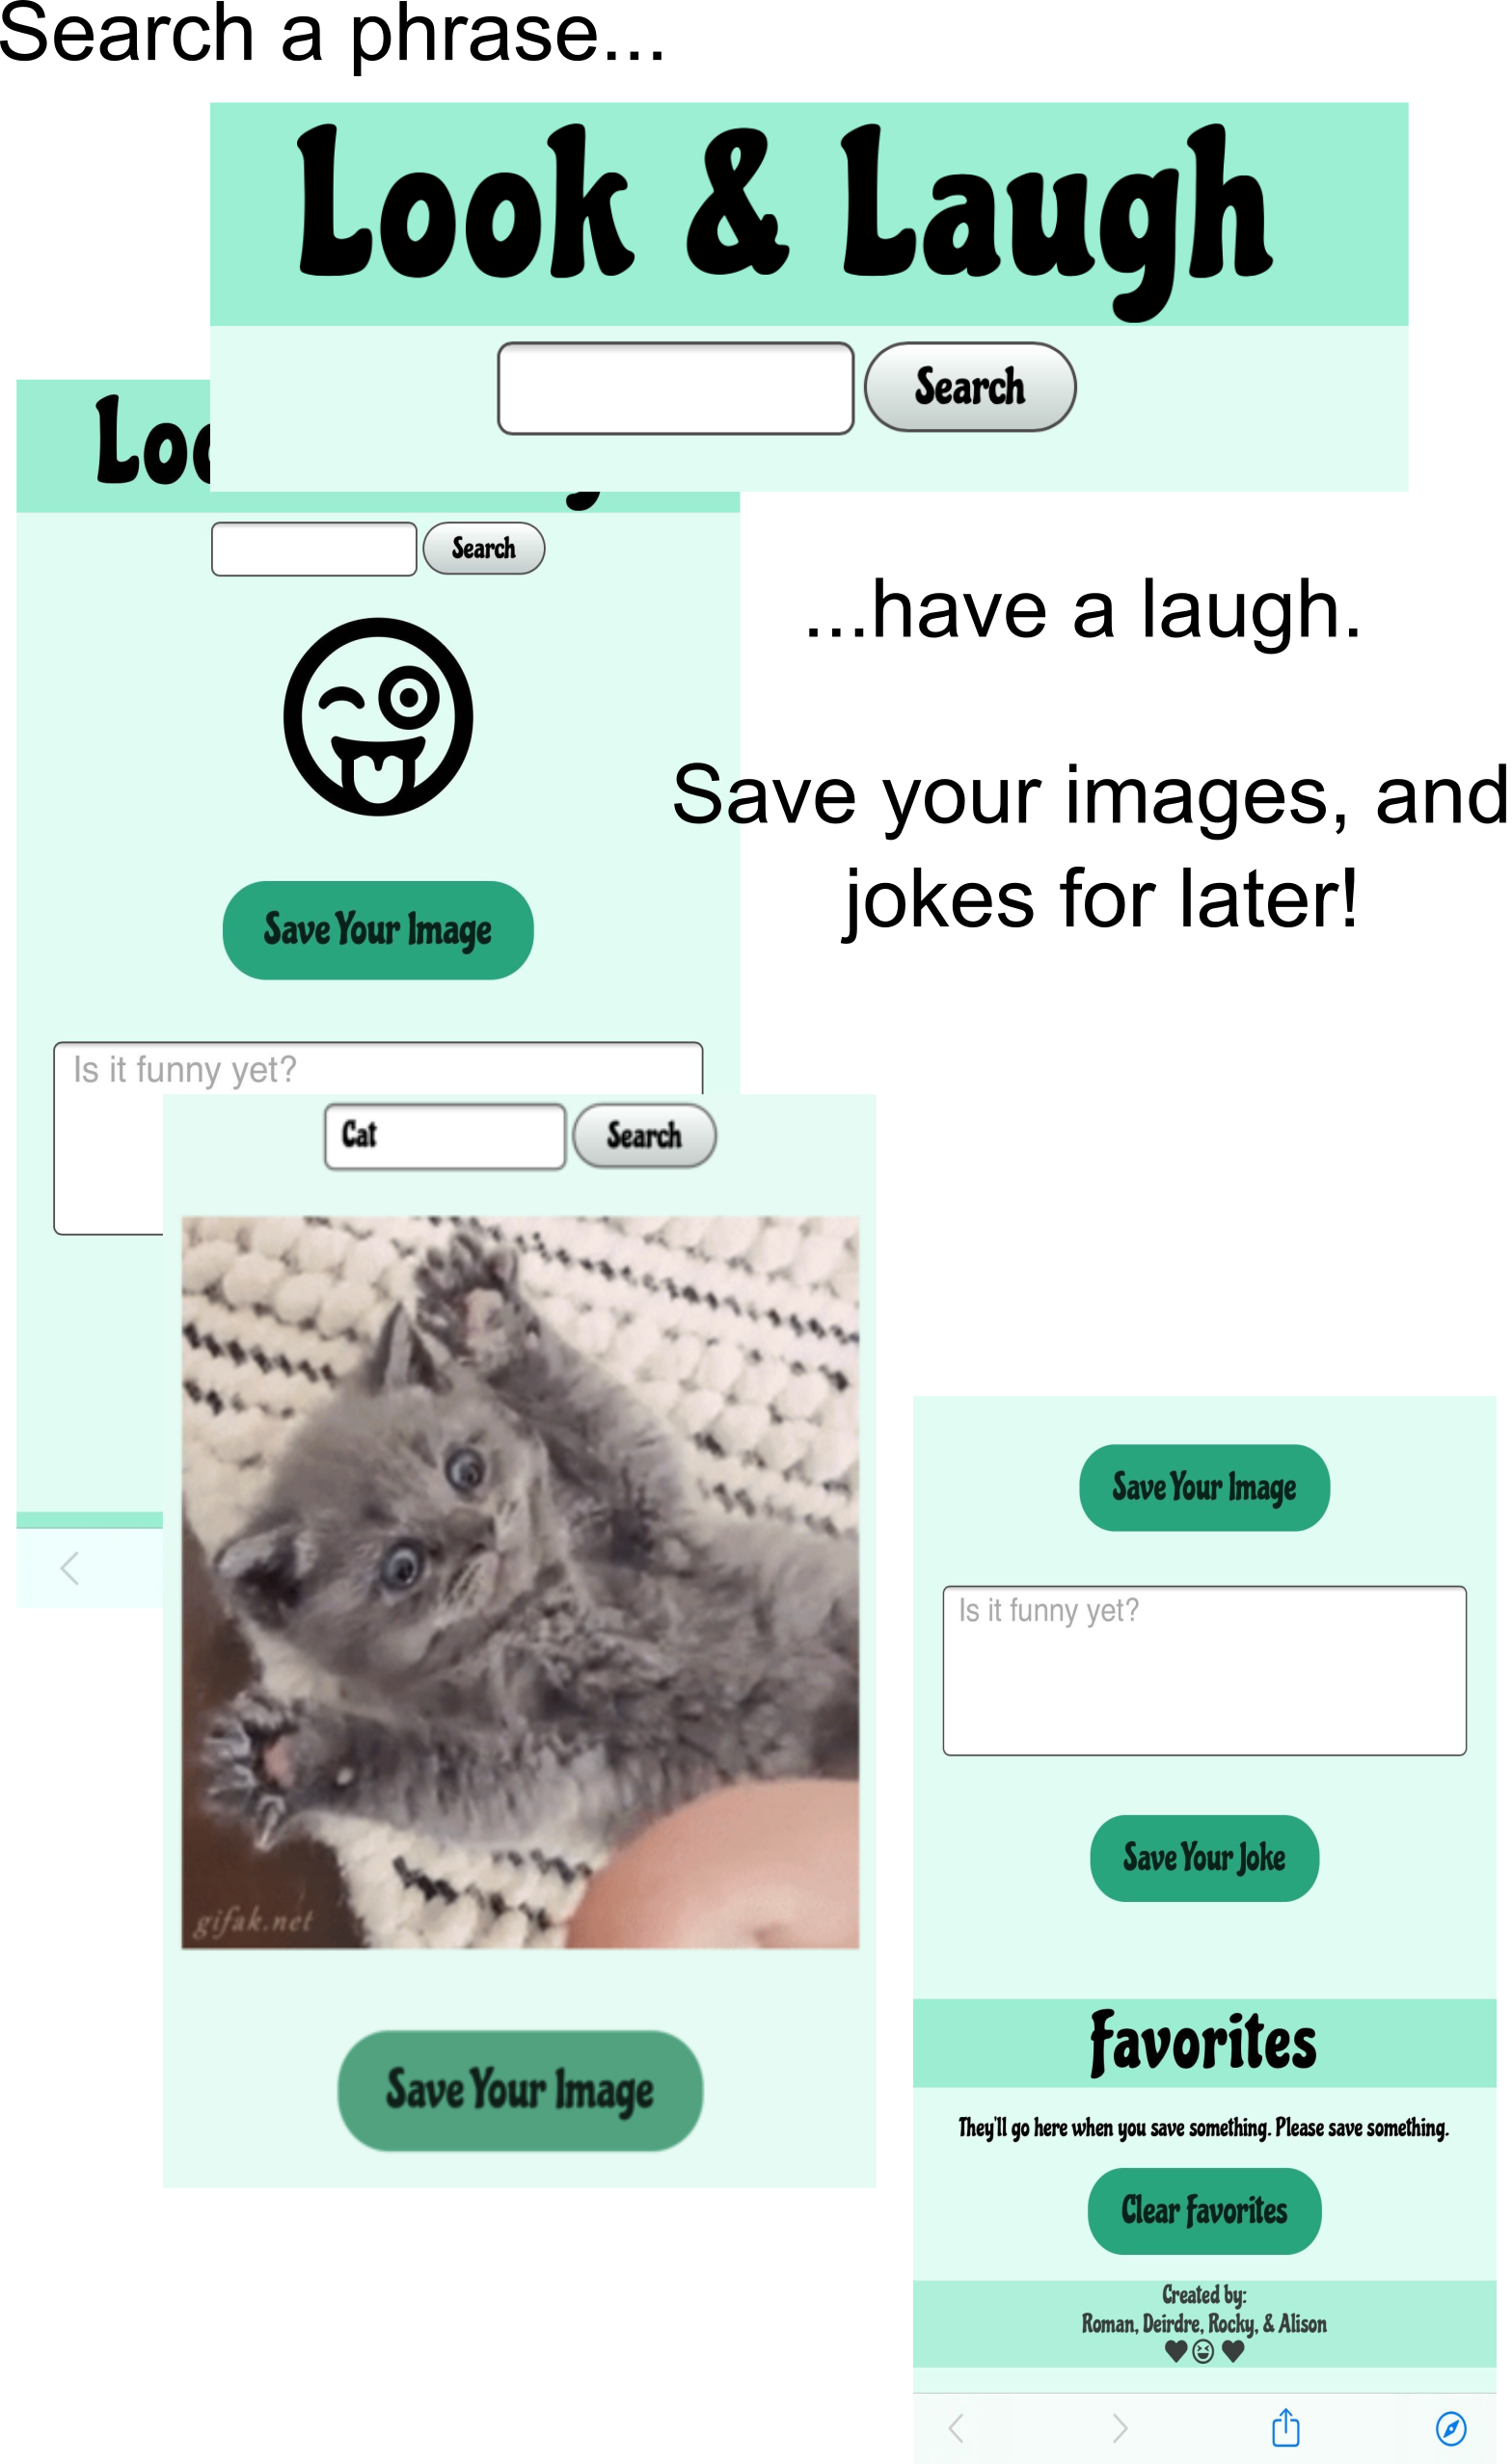 Search a phrase...
Look & Laugh
Search
Loo
Search
...have a laugh.
Save your images, and
jokes for later!
Save Your Image
Is it funny yet?
Cat
Search
gifak.net
Save Your Image
Save Your Image
Is it funny yet?
Save Your Joke
Favorites
They'll go here when you save something. Please save something.
Clear Favorites
Created by:
Roman, Deirdre, Rocky, & Alison